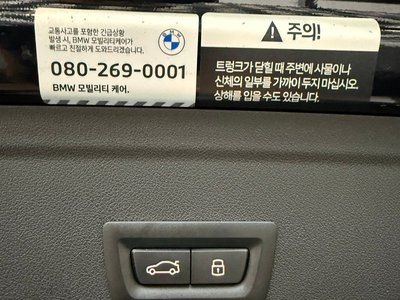 교통사고를 포함한 긴급상황
발생 시, BMW 모빌리티케어가
빠르고 친절하게 도와드리겠습니다.
080-269-0001
BMW 모빌리티 케어.
주의!
트렁크가 닫힐 때 주변에 사물이나
신체의 일부를 가까이 두지 마십시오.
상해를 입을 수도 있습니다.